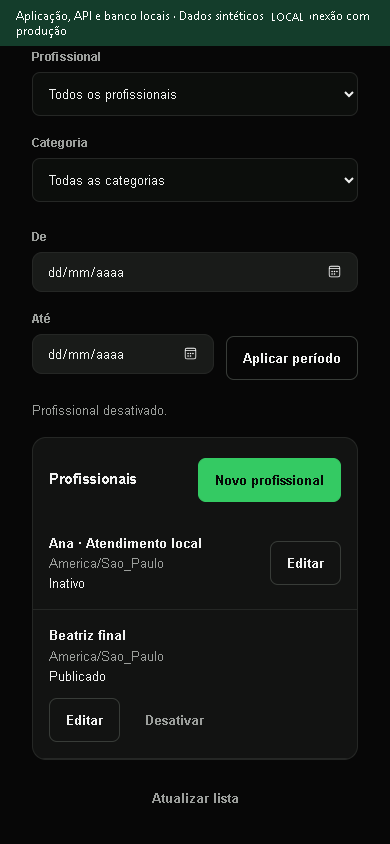 Aplicação, API e banco locais · Dados sintéticos LOCAL com
produção
Profissional
Todos os profissionais
Categoria
Todas as categorias
De
dd/mm/aaaa
Até
dd/mm/aaaa
Aplicar período
Profissional desativado.
Profissionais
Novo profissional
Ana · Atendimento local
America/Sao_Paulo
Inativo
Editar
Beatriz final
America/Sao_Paulo
Publicado
Editar
Desativar
Atualizar lista